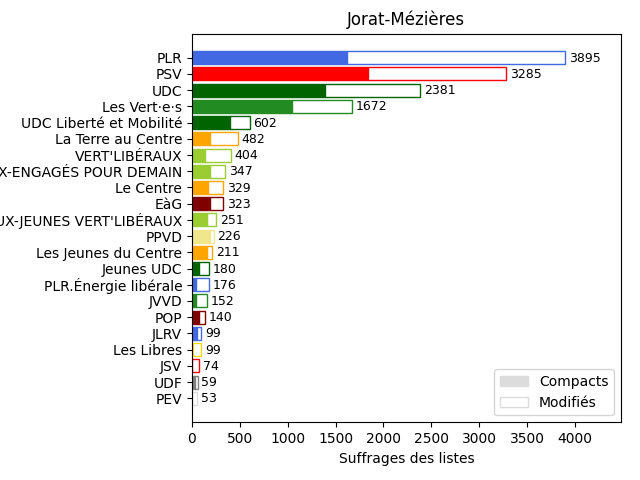 Jorat-Mézières
PLR 3895
PSV 3285
UDC 2381
Les Vert·e·s 1672
UDC Liberté et Mobilité 602
La Terre au Centre 482
VERT'LIBÉRAUX 404
X-ENGAGÉS POUR DEMAIN 347
Le Centre 329
EàG 323
UX-JEUNES VERT'LIBÉRAUX 251
PPVD 226
Les Jeunes du Centre 211
Jeunes UDC 180
PLR.Énergie libérale 176
JVVD 152
POP 140
JLRV 99
Les Libres 99
JSV 74
UDF 59
PEV 53
Compacts
Modifiés
0 500 1000 1500 2000 2500 3000 3500 4000
Suffrages des listes